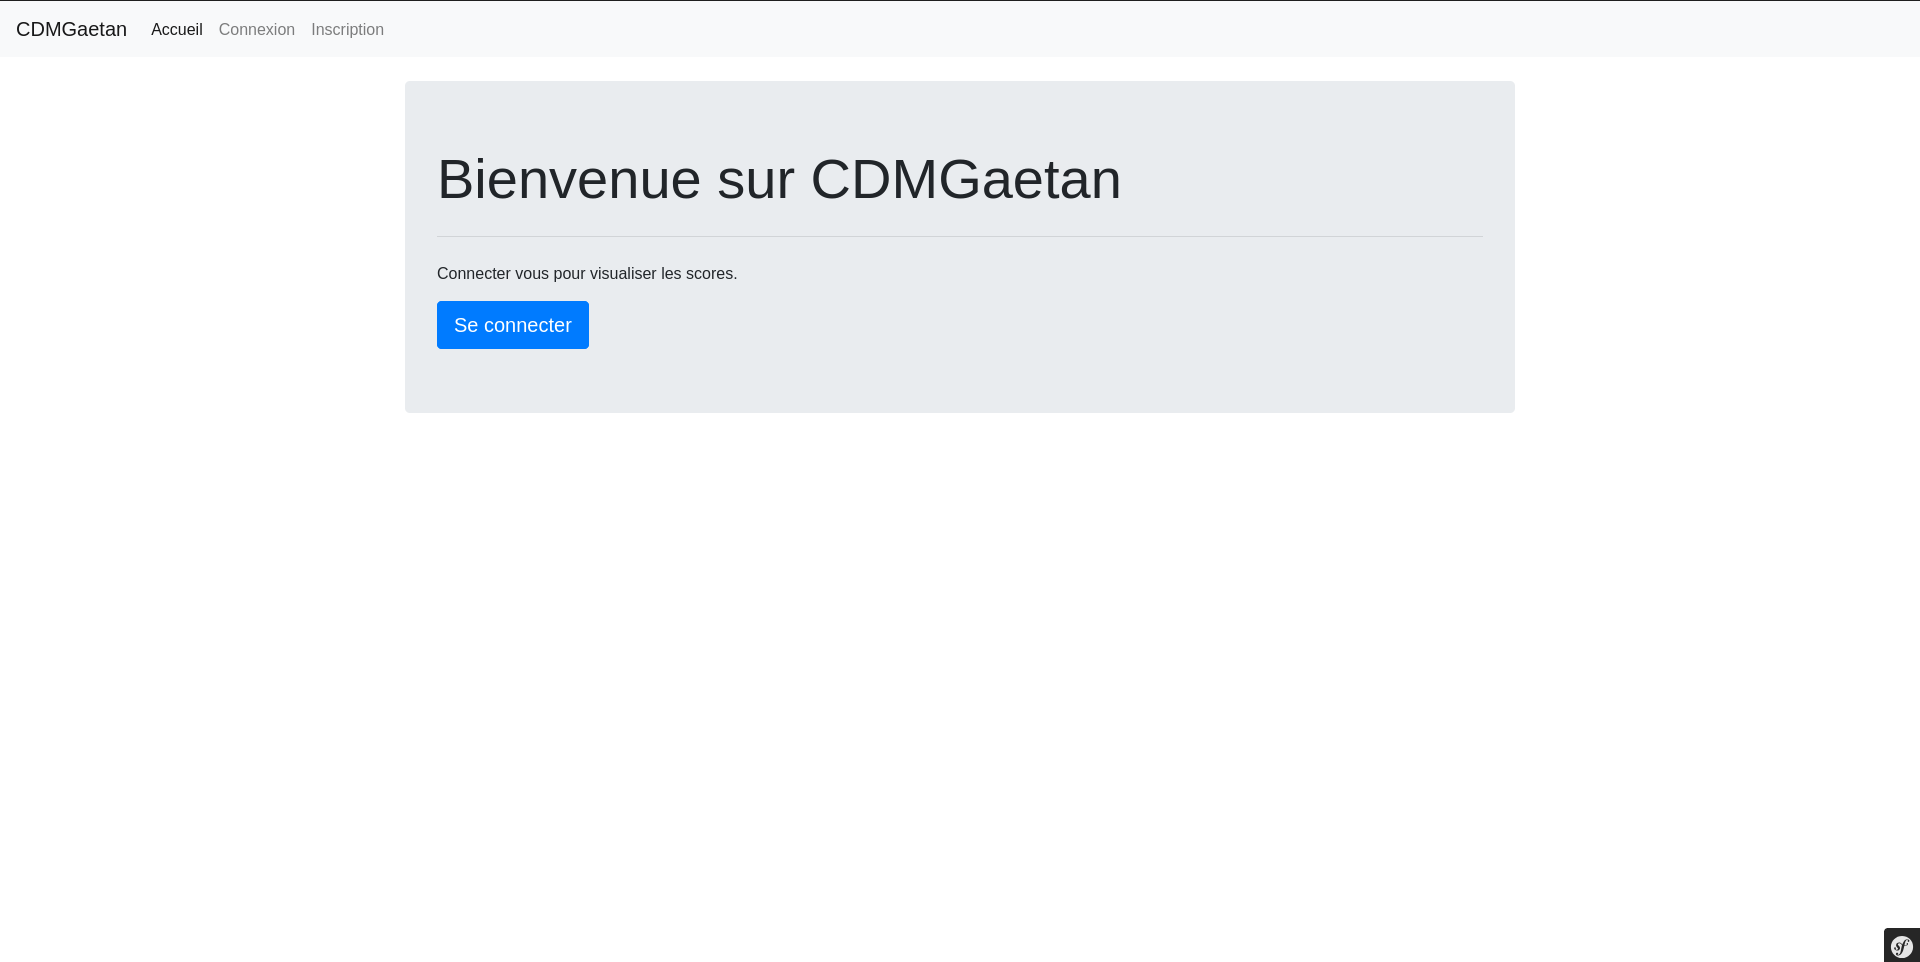 CDMGaetan Accueil Connexion Inscription
Bienvenue sur CDMGaetan
Connecter vous pour visualiser les scores.
Se connecter
sf